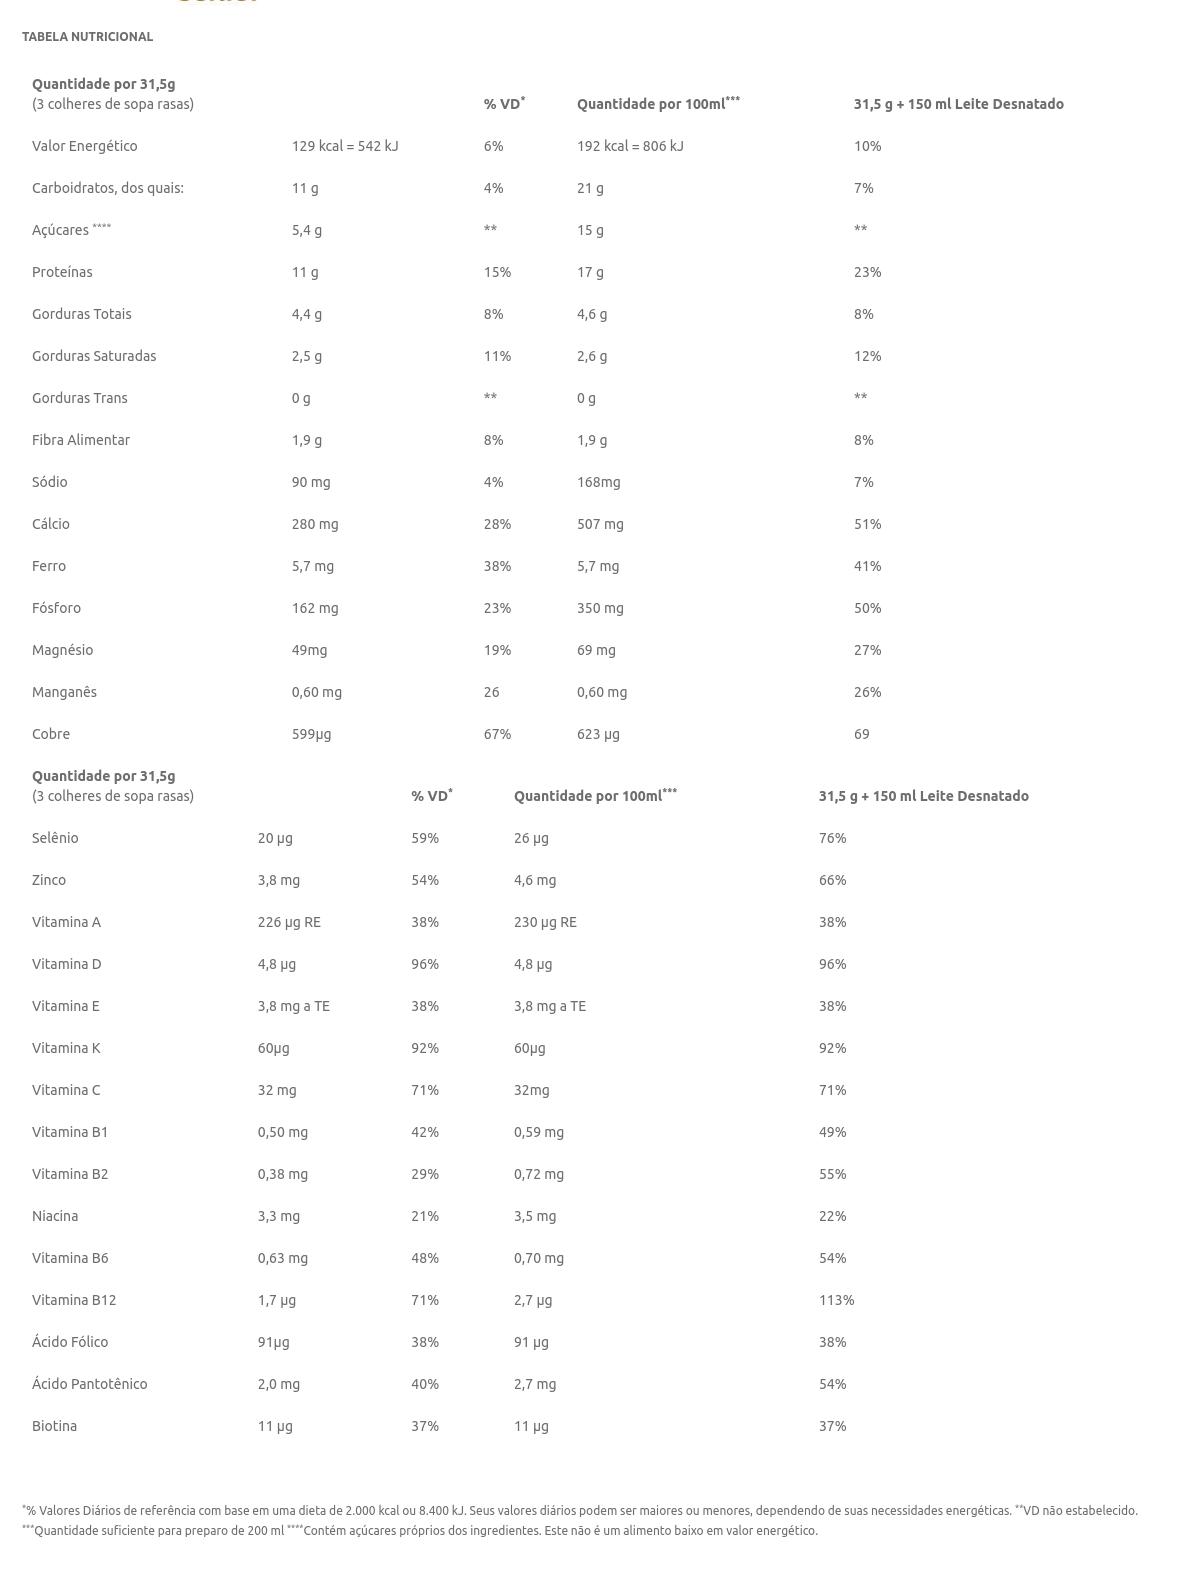 TABELA NUTRICIONAL
Quantidade por 31,5g
(3 colheres de sopa rasas) % VD* Quantidade por 100ml*** 31,5 g + 150 ml Leite Desnatado
Valor Energético 129 kcal = 542 kJ 6% 192 kcal = 806 kJ 10%
Carboidratos, dos quais: 11 g 4% 21 g 7%
Açúcares **** 5,4 g ** 15 g **
Proteínas 11 g 15% 17 g 23%
Gorduras Totais 4,4 g 8% 4,6 g 8%
Gorduras Saturadas 2,5 g 11% 2,6 g 12%
Gorduras Trans 0 g ** 0 g **
Fibra Alimentar 1,9 g 8% 1,9 g 8%
Sódio 90 mg 4% 168mg 7%
Cálcio 280 mg 28% 507 mg 51%
Ferro 5,7 mg 38% 5,7 mg 41%
Fósforo 162 mg 23% 350 mg 50%
Magnésio 49mg 19% 69 mg 27%
Manganês 0,60 mg 26 0,60 mg 26%
Cobre 599µg 67% 623 µg 69
Quantidade por 31,5g
(3 colheres de sopa rasas) % VD* Quantidade por 100ml*** 31,5 g + 150 ml Leite Desnatado
Selênio 20 µg 59% 26 µg 76%
Zinco 3,8 mg 54% 4,6 mg 66%
Vitamina A 226 µg RE 38% 230 µg RE 38%
Vitamina D 4,8 µg 96% 4,8 µg 96%
Vitamina E 3,8 mg a TE 38% 3,8 mg a TE 38%
Vitamina K 60µg 92% 60µg 92%
Vitamina C 32 mg 71% 32mg 71%
Vitamina B1 0,50 mg 42% 0,59 mg 49%
Vitamina B2 0,38 mg 29% 0,72 mg 55%
Niacina 3,3 mg 21% 3,5 mg 22%
Vitamina B6 0,63 mg 48% 0,70 mg 54%
Vitamina B12 1,7 µg 71% 2,7 µg 113%
Ácido Fólico 91µg 38% 91 µg 38%
Ácido Pantotênico 2,0 mg 40% 2,7 mg 54%
Biotina 11 µg 37% 11 µg 37%
*% Valores Diários de referência com base em uma dieta de 2.000 kcal ou 8.400 kJ. Seus valores diários podem ser maiores ou menores, dependendo de suas necessidades energéticas. **VD não estabelecido.
***Quantidade suficiente para preparo de 200 ml ****Contém açúcares próprios dos ingredientes. Este não é um alimento baixo em valor energético.